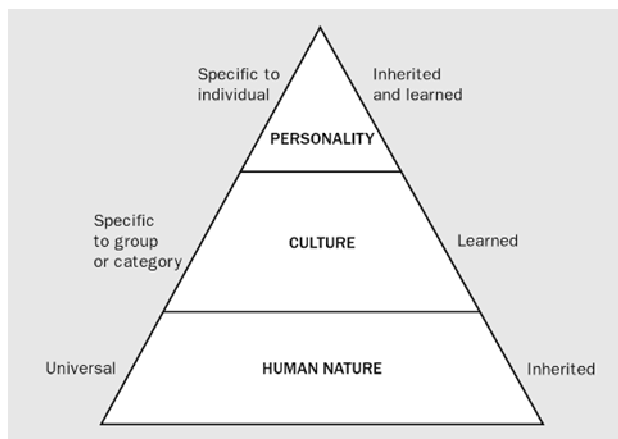 Specific to
individual
Inherited
and learned
PERSONALITY
Specific
to group
or category
CULTURE
Learned
Universal
HUMAN NATURE
Inherited